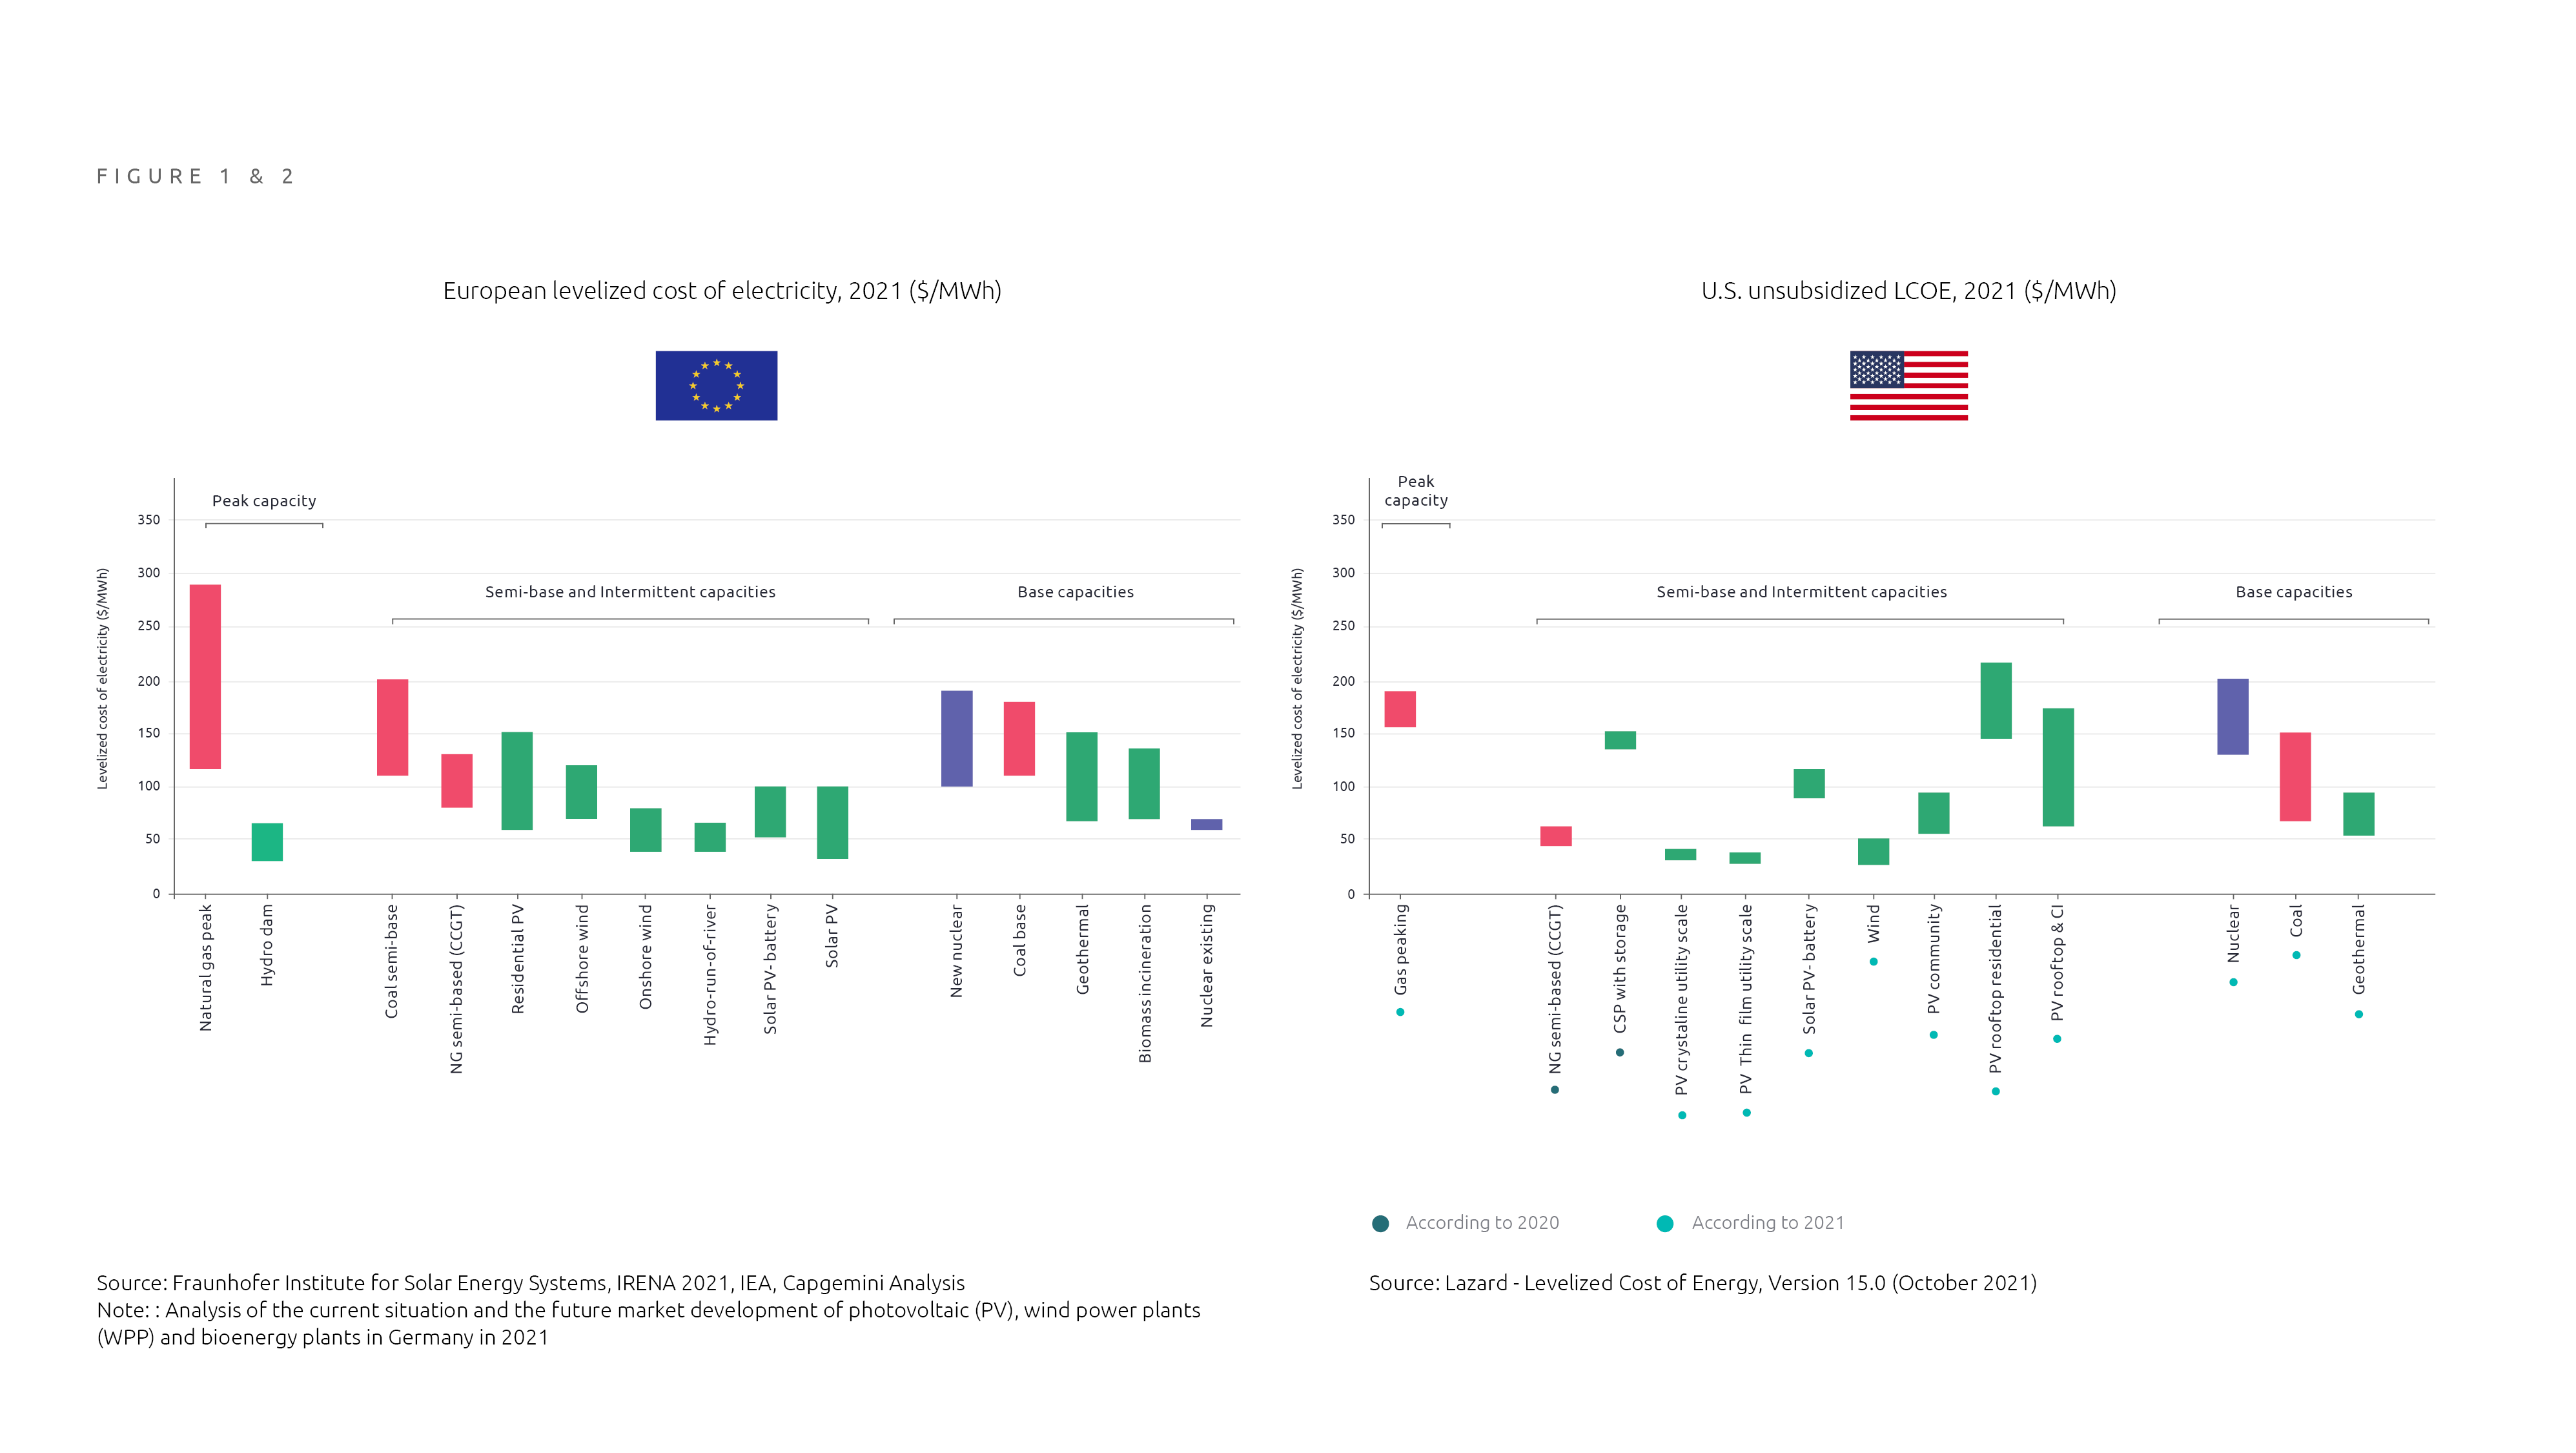 FIGURE 1 & 2
European levelized cost of electricity, 2021 ($/MWh)
Peak capacity
Semi-base and Intermittent capacities
Base capacities
Levelized cost of electricity ($/MWh)
350
300
250
200
150
100
50
0
Natural gas peak
Hydro dam
Coal semi-base
NG semi-based (CCGT)
Residential PV
Offshore wind
Onshore wind
Hydro-run-of-river
Solar PV- battery
Solar PV
New nuclear
Coal base
Geothermal
Biomass incineration
Nuclear existing
Source: Fraunhofer Institute for Solar Energy Systems, IRENA 2021, IEA, Capgemini Analysis
Note: : Analysis of the current situation and the future market development of photovoltaic (PV), wind power plants
(WPP) and bioenergy plants in Germany in 2021
U.S. unsubsidized LCOE, 2021 ($/MWh)
Peak
capacity
Semi-base and Intermittent capacities
Base capacities
Levelized cost of electricity ($/MWh)
350
300
250
200
150
100
50
0
Gas peaking
NG semi-based (CCGT)
CSP with storage
PV crystaline utility scale
PV Thin film utility scale
Solar PV- battery
Wind
PV community
PV rooftop residential
PV rooftop & CI
Nuclear
Coal
Geothermal
According to 2020
According to 2021
Source: Lazard - Levelized Cost of Energy, Version 15.0 (October 2021)